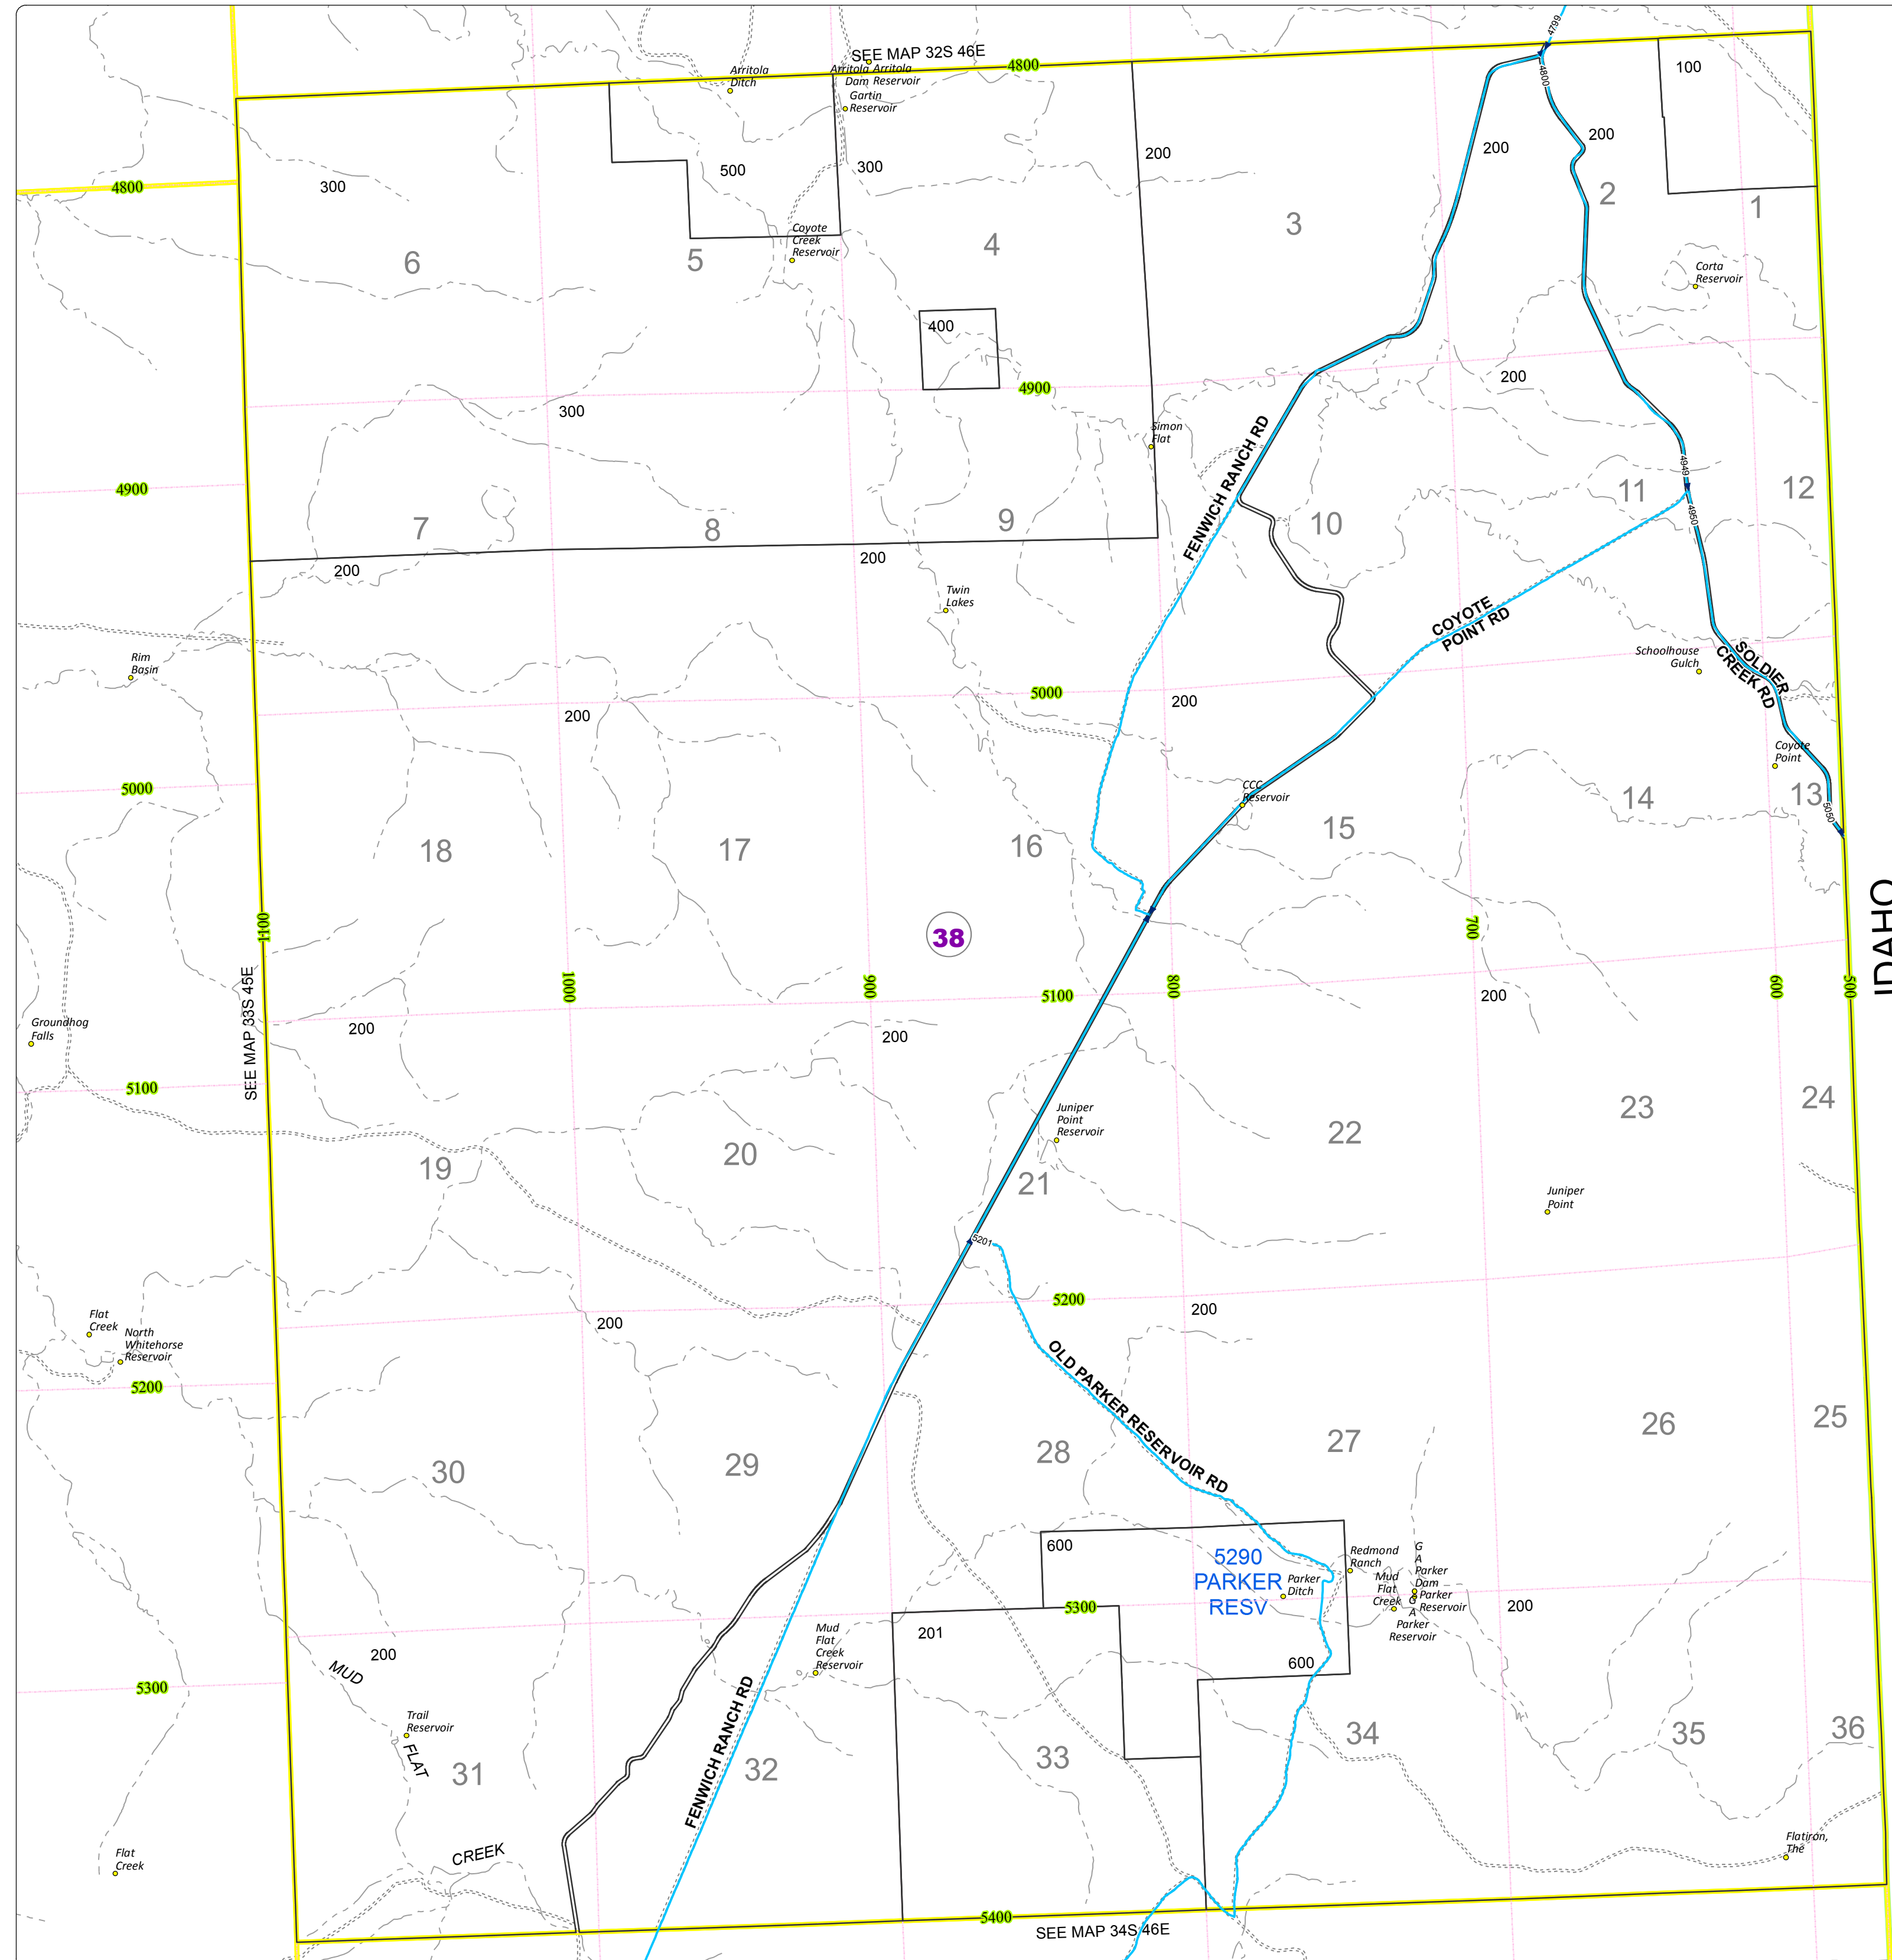 SEE MAP 32S 46E
4800
4799
4800
100
Arritola
Ditch
Arritola Arritola
Dam Reservoir
Gartin
Reservoir
200
200
200
500
300
300
4800
2
1
3
4
5
6
Coyote
Creek
Reservoir
Corta
Reservoir
400
4900
200
300
Simon
Flat
FENWICH RANCH RD
4949
4950
4900
12
11
10
9
8
7
200
200
Twin
Lakes
COYOTE
POINT RD
SOLDIER
CREEK RD
Schoolhouse
Gulch
Rim
Basin
5000
200
200
Coyote
Point
5000
CCC
Reservoir
13
5050
14
15
16
17
18
IDAHO
1100
38
700
SEE MAP 33S 45E
1000
900
5100
800
200
600
500
Groundhog
Falls
200
200
5100
Juniper
Point
Reservoir
24
23
22
20
19
21
Juniper
Point
5201
5200
200
200
Flat
Creek
North
Whitehorse
Reservoir
5200
OLD PARKER RESERVOIR RD
25
26
27
28
29
30
600
5290
PARKER
RESV
Parker
Ditch
Redmond
Ranch
Mud
Flat
Creek
G
A
Parker
Dam
Parker
Reservoir
G
A
Parker
Reservoir
5300
200
201
Mud
Flat
Creek
Reservoir
600
200
MUD
5300
FENWICH RANCH RD
Trail
Reservoir
FLAT
36
35
34
33
32
31
CREEK
Flat
Creek
Flatiron,
The
5400
SEE MAP 34S 46E